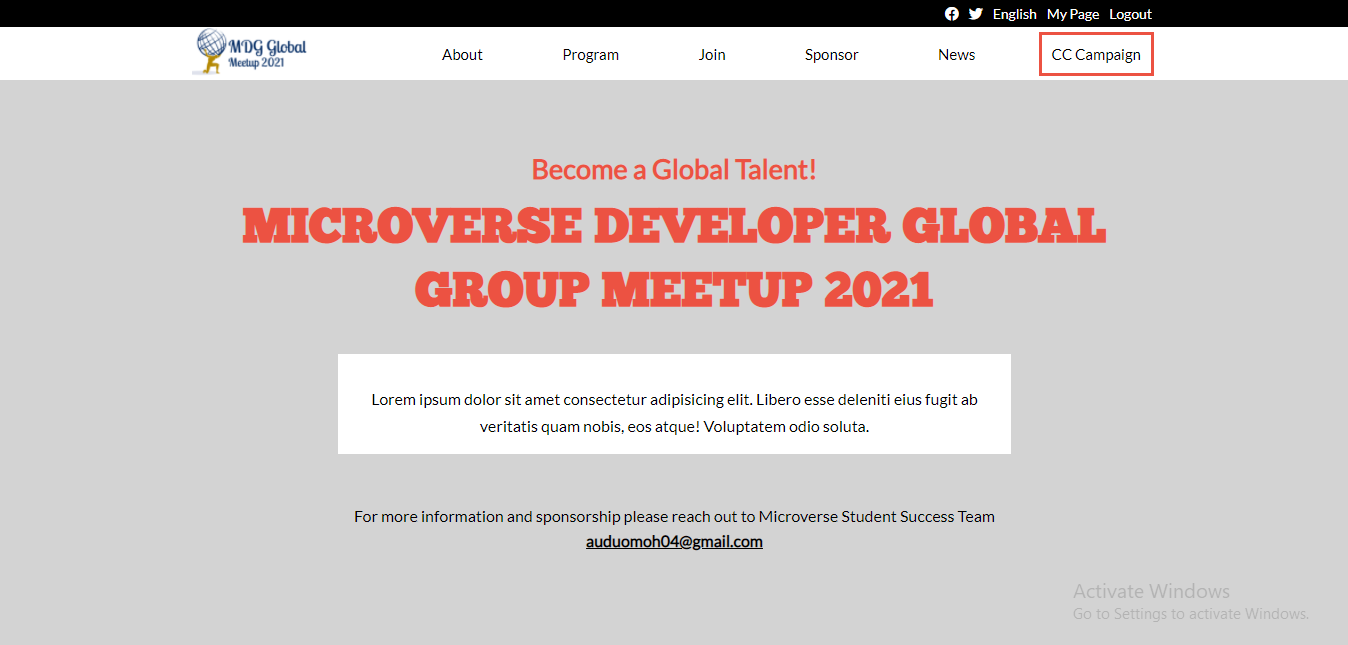 English My Page Logout
MDG Global
Meetup 2021
About Program Join Sponsor News CC Campaign
Become a Global Talent!
MICROVERSE DEVELOPER GLOBAL
GROUP MEETUP 2021
Lorem ipsum dolor sit amet consectetur adipisicing elit. Libero esse deleniti eius fugit ab
veritatis quam nobis, eos atque! Voluptatem odio soluta.
For more information and sponsorship please reach out to Microverse Student Success Team
auduomoh04@gmail.com
Activate Windows
Go to Settings to activate Windows.